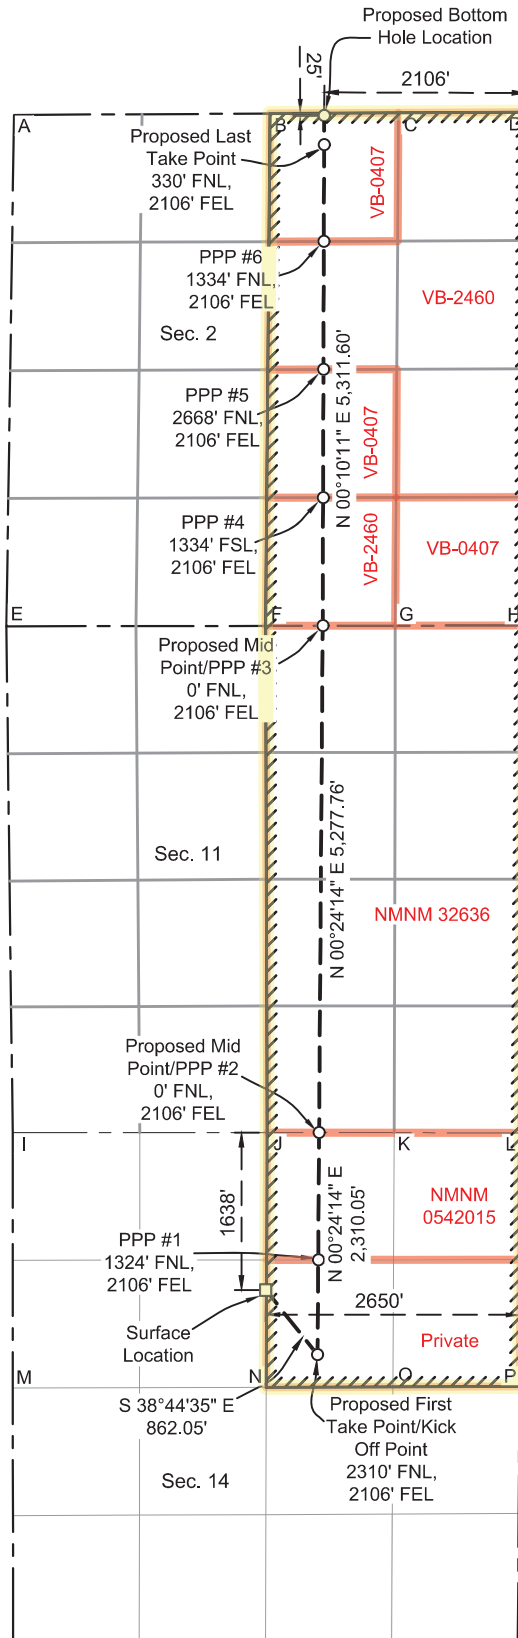 Proposed Bottom
Hole Location
25'
2106'
A
B
C
D
Proposed Last
Take Point
330' FNL,
2106' FEL
VB-0407
PPP #6
1334' FNL,
2106' FEL
VB-2460
Sec. 2
N 00°10'11" E 5,311.60'
PPP #5
2668' FNL,
2106' FEL
VB-0407
PPP #4
1334' FSL,
2106' FEL
VB-2460
VB-0407
E
F
G
H
Proposed Mid
Point/PPP #3
0' FNL,
2106' FEL
N 00°24'14" E 5,277.76'
Sec. 11
NMNM 32636
Proposed Mid
Point/PPP #2
0' FNL,
2106' FEL
I
J
K
L
1638'
N 00°24'14" E
2,310.05'
NMNM
0542015
PPP #1
1324' FNL,
2106' FEL
2650'
Surface
Location
Private
M
N
O
P
S 38°44'35" E
862.05'
Proposed First
Take Point/Kick
Off Point
2310' FNL,
2106' FEL
Sec. 14